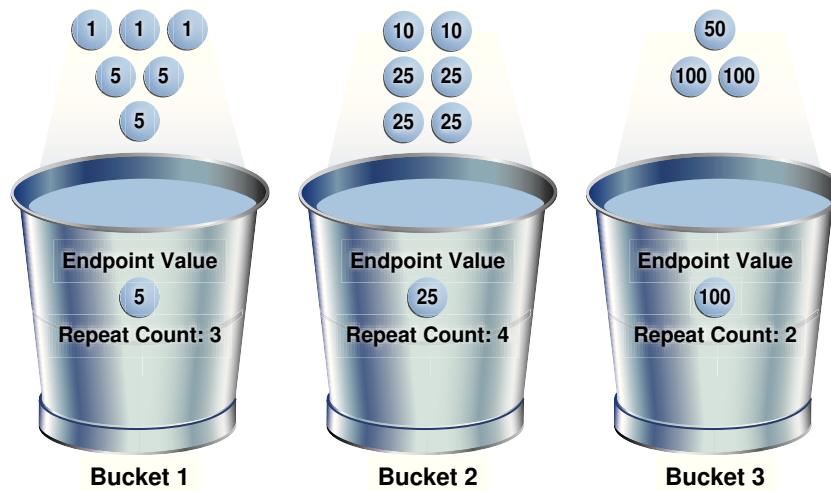 1 1 1
5 5
5
Endpoint Value
5
Repeat Count: 3
Bucket 1
10 10
25 25
25 25
Endpoint Value
25
Repeat Count: 4
Bucket 2
50
100 100
Endpoint Value
100
Repeat Count: 2
Bucket 3